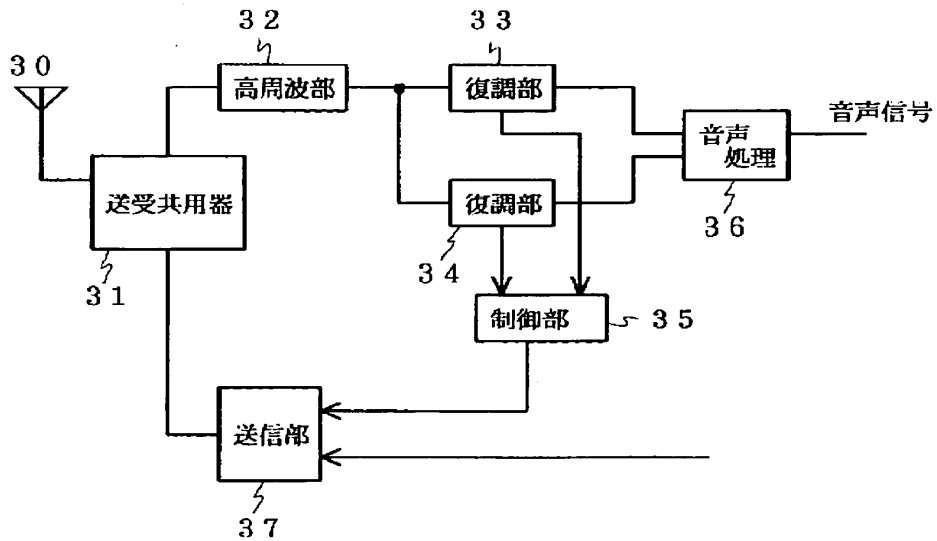 ３２
３３
３０
高周波部
復調部
音声信号
音声
処理
送受共用器
復調部
３６
３４
３１
制御部
３５
送信部
３７